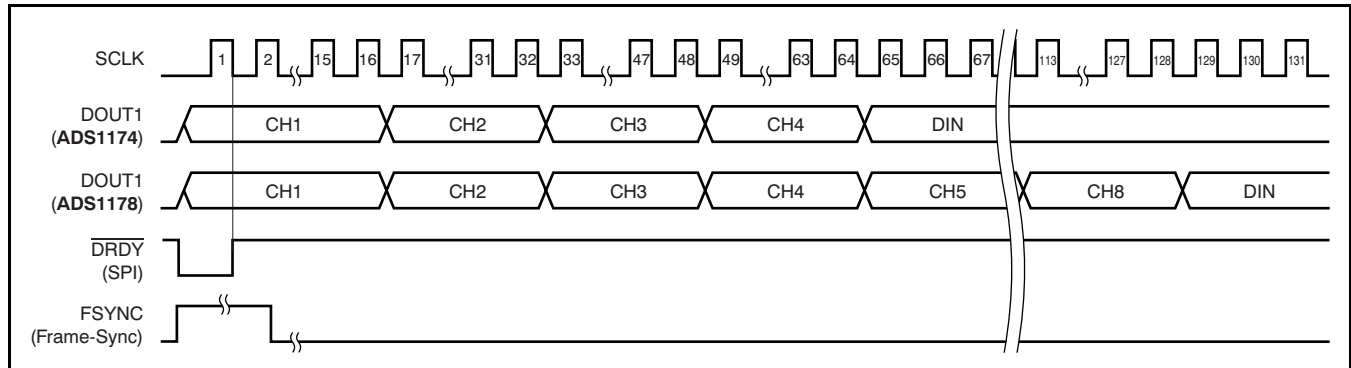 SCLK 1 2 15 16 17 31 32 33 47 48 49 63 64 65 66 67 113 127 128 129 130 131
DOUT1
(ADS1174)
CH1 CH2 CH3 CH4 DIN
DOUT1
(ADS1178)
CH1 CH2 CH3 CH4 CH5 CH8 DIN
DRDY
(SPI)
FSYNC
(Frame-Sync)